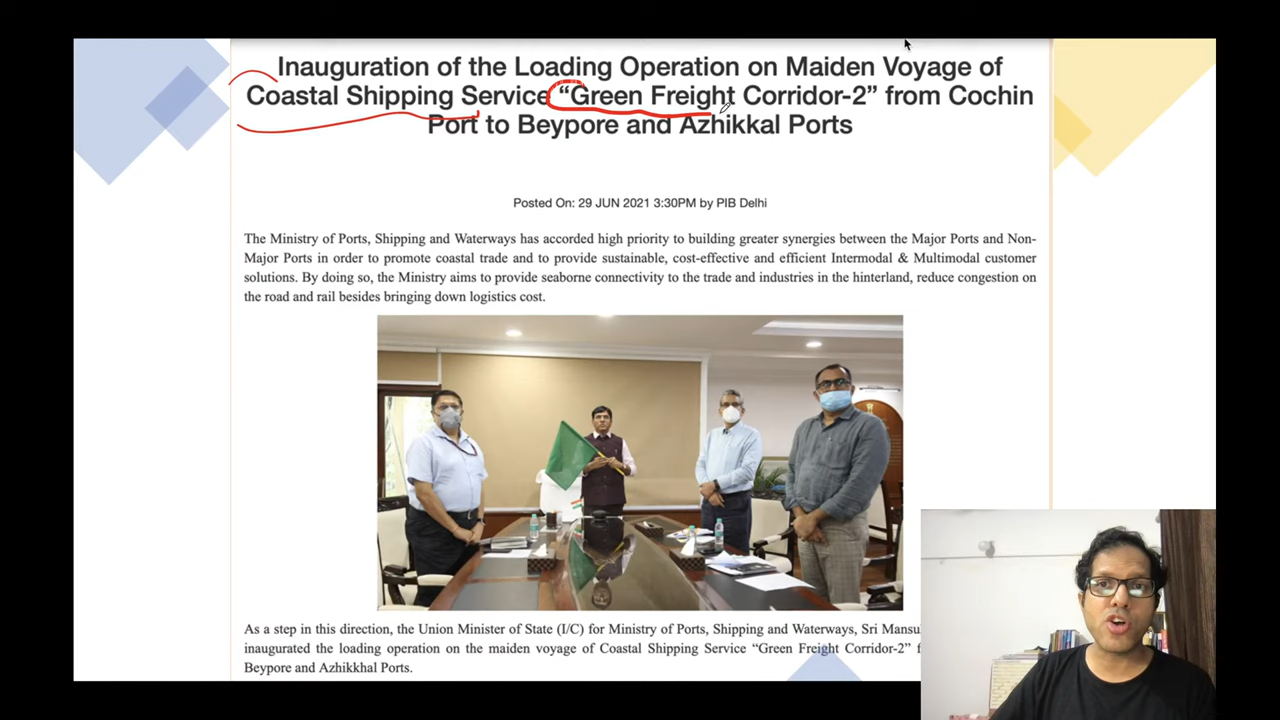 Inauguration of the Loading Operation on Maiden Voyage of
Coastal Shipping Service “Green Freight Corridor-2” from Cochin
Port to Beypore and Azhikkal Ports
Posted On: 29 JUN 2021 3:30PM by PIB Delhi
The Ministry of Ports, Shipping and Waterways has accorded high priority to building greater synergies between the Major Ports and Non-
Major Ports in order to promote coastal trade and to provide sustainable, cost-effective and efficient Intermodal & Multimodal customer
solutions. By doing so, the Ministry aims to provide seaborne connectivity to the trade and industries in the hinterland, reduce congestion on
the road and rail besides bringing down logistics cost.
As a step in this direction, the Union Minister of State (I/C) for Ministry of Ports, Shipping and Waterways, Sri Mansu
inaugurated the loading operation on the maiden voyage of Coastal Shipping Service “Green Freight Corridor-2” f
Beypore and Azhikkhal Ports.